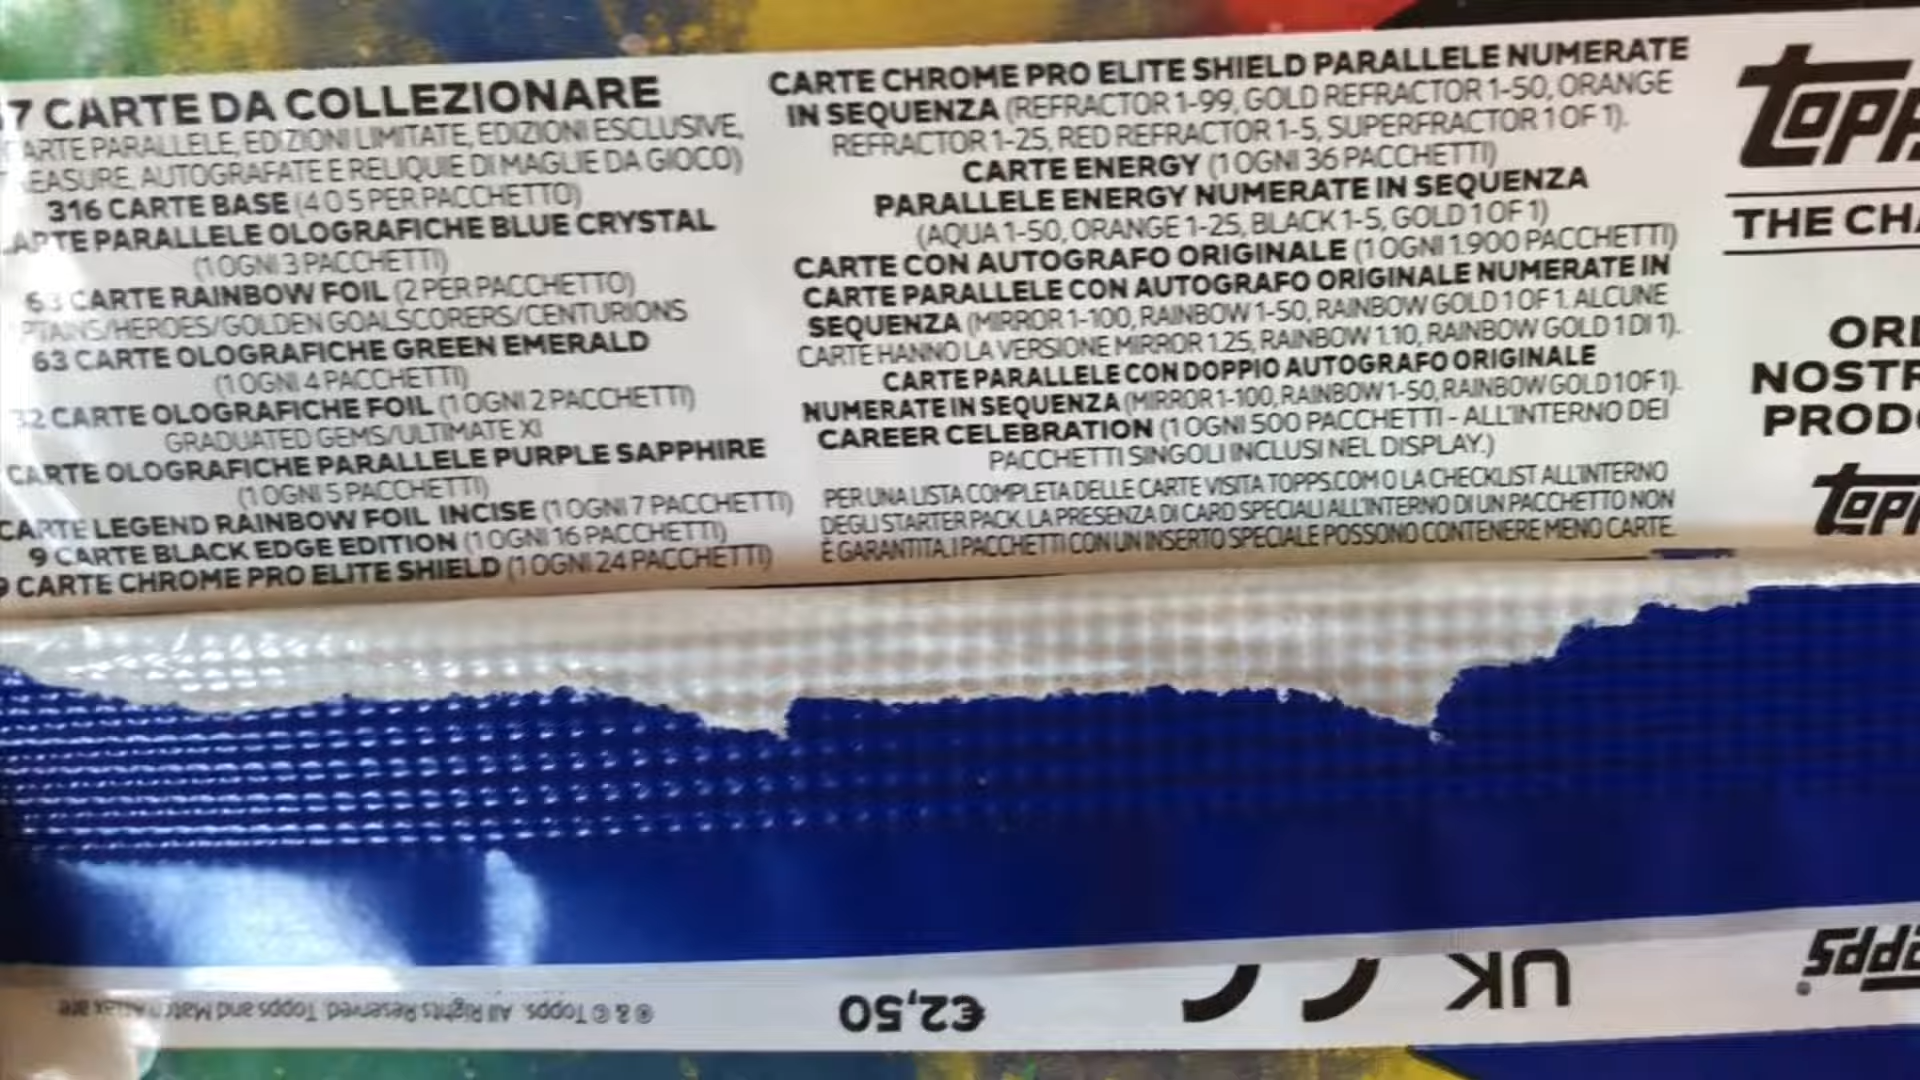 7 CARTE DA COLLEZIONARE
CARTE PARALLELE, EDIZIONI LIMITATE, EDIZIONI ESCLUSIVE,
EASURE, AUTOGRAFATE E RELIQUIE DI MAGLIE DA GIOCO)
316 CARTE BASE (4 O 5 PER PACCHETTO)
CARTE PARALLELE OLOGRAFICHE BLUE CRYSTAL
(1 OGNI 3 PACCHETTI)
63 CARTE RAINBOW FOIL (2 PER PACCHETTO)
PTAINS/HEROES/GOLDEN GOALSCORERS/CENTURIONS
63 CARTE OLOGRAFICHE GREEN EMERALD
(1 OGNI 4 PACCHETTI)
32 CARTE OLOGRAFICHE FOIL (1 OGNI 2 PACCHETTI)
GRADUATED GEMS/ULTIMATE XI
CARTE OLOGRAFICHE PARALLELE PURPLE SAPPHIRE
(1 OGNI 5 PACCHETTI)
CARTE LEGEND RAINBOW FOIL INCISE (1 OGNI 7 PACCHETTI)
9 CARTE BLACK EDGE EDITION (1 OGNI 16 PACCHETTI)
9 CARTE CHROME PRO ELITE SHIELD (1 OGNI 24 PACCHETTI)
CARTE CHROME PRO ELITE SHIELD PARALLELE NUMERATE
IN SEQUENZA (REFRACTOR 1-99, GOLD REFRACTOR 1-50, ORANGE
REFRACTOR 1-25, RED REFRACTOR 1-5, SUPERFRACTOR 1 OF 1).
CARTE ENERGY (1 OGNI 36 PACCHETTI)
PARALLELE ENERGY NUMERATE IN SEQUENZA
(AQUA 1-50, ORANGE 1-25, BLACK 1-5, GOLD 1 OF 1)
CARTE CON AUTOGRAFO ORIGINALE (1 OGNI 1.900 PACCHETTI)
CARTE PARALLELE CON AUTOGRAFO ORIGINALE NUMERATE IN
SEQUENZA (MIRROR 1-100, RAINBOW 1-50, RAINBOW GOLD 1 OF 1. ALCUNE
CARTE HANNO LA VERSIONE MIRROR 1.25, RAINBOW 1.10, RAINBOW GOLD 1 DI 1).
CARTE PARALLELE CON DOPPIO AUTOGRAFO ORIGINALE
NUMERATE IN SEQUENZA (MIRROR 1-100, RAINBOW 1-50, RAINBOW GOLD 1 OF 1).
CAREER CELEBRATION (1 OGNI 500 PACCHETTI - ALL'INTERNO DEI
PACCHETTI SINGOLI INCLUSI NEL DISPLAY.)
PER UNA LISTA COMPLETA DELLE CARTE VISITA TOPPS.COM O LA CHECKLIST ALL'INTERNO
DEGLI STARTER PACK. LA PRESENZA DI CARD SPECIALI ALL'INTERNO DI UN PACCHETTO NON
È GARANTITA. I PACCHETTI CON UN INSERTO SPECIALE POSSONO CONTENERE MENO CARTE.
TOPPS
THE CHA
ORI
NOSTR
PRODO
TOPPS
TOPPS
UK
CE
€2,50
® & © Topps. All Rights Reserved. Topps and Match Attax are